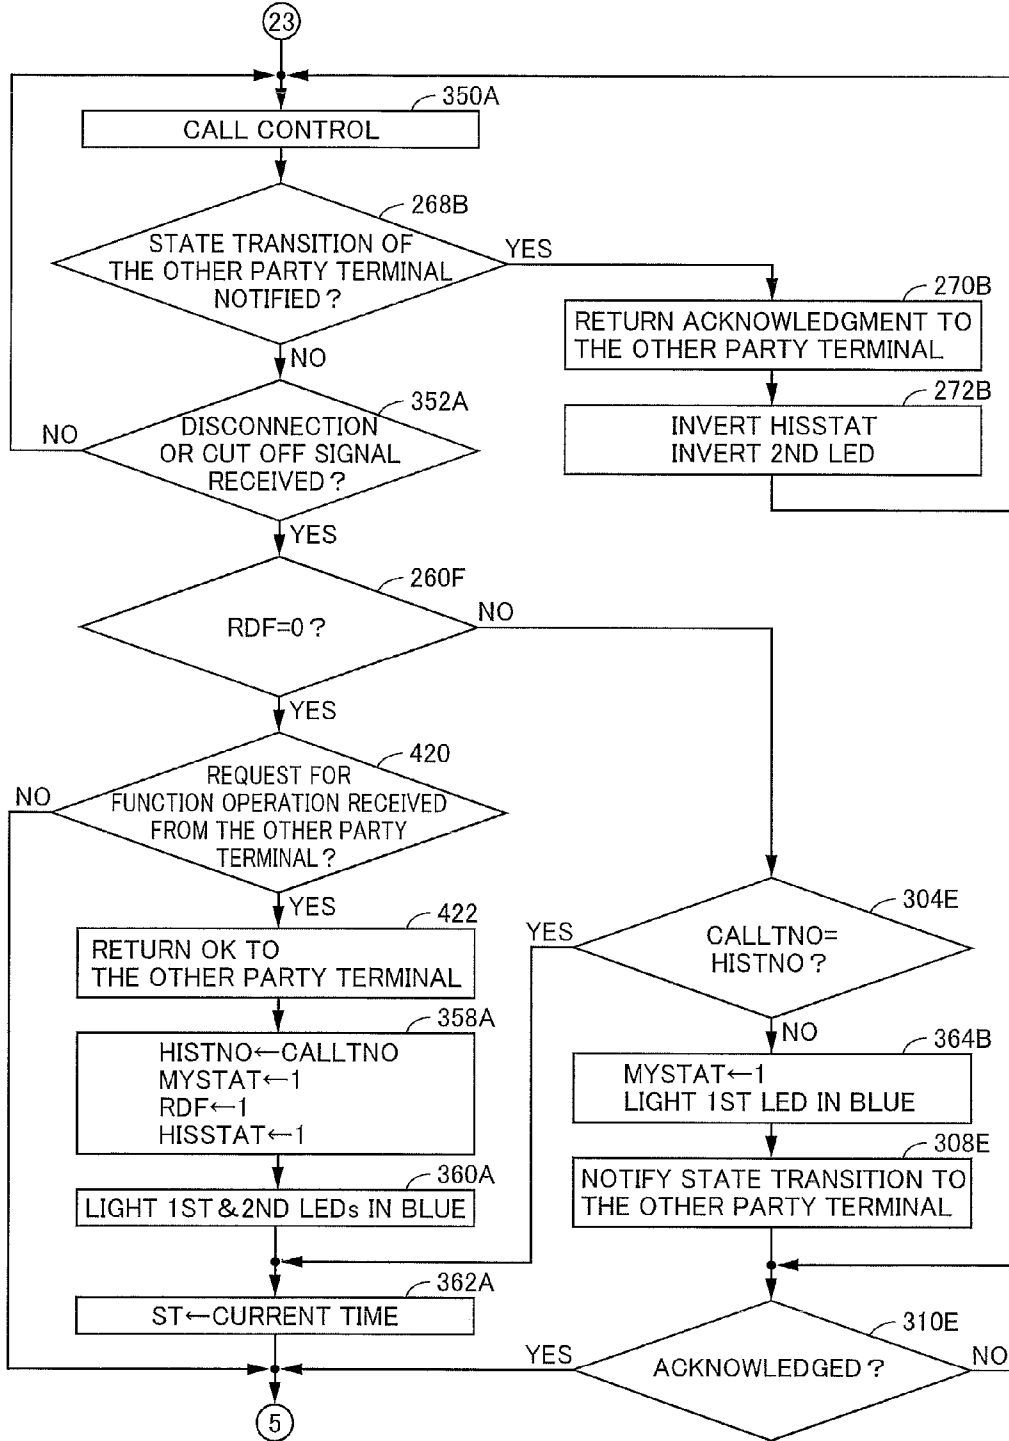 23
350A
CALL CONTROL
268B
STATE TRANSITION OF
THE OTHER PARTY TERMINAL
NOTIFIED?
YES
NO
270B
RETURN ACKNOWLEDGMENT TO
THE OTHER PARTY TERMINAL
272B
INVERT HISSTAT
INVERT 2ND LED
352A
DISCONNECTION
OR CUT OFF SIGNAL
RECEIVED?
NO
YES
260F
RDF=0?
NO
YES
420
REQUEST FOR
FUNCTION OPERATION RECEIVED
FROM THE OTHER PARTY
TERMINAL?
NO
YES
422
RETURN OK TO
THE OTHER PARTY TERMINAL
358A
HISTNO←CALLTNO
MYSTAT←1
RDF←1
HISSTAT←1
360A
LIGHT 1ST&2ND LEDs IN BLUE
362A
ST←CURRENT TIME
304E
CALLTNO=
HISTNO?
YES
NO
364B
MYSTAT←1
LIGHT 1ST LED IN BLUE
308E
NOTIFY STATE TRANSITION TO
THE OTHER PARTY TERMINAL
310E
ACKNOWLEDGED?
YES
NO
5